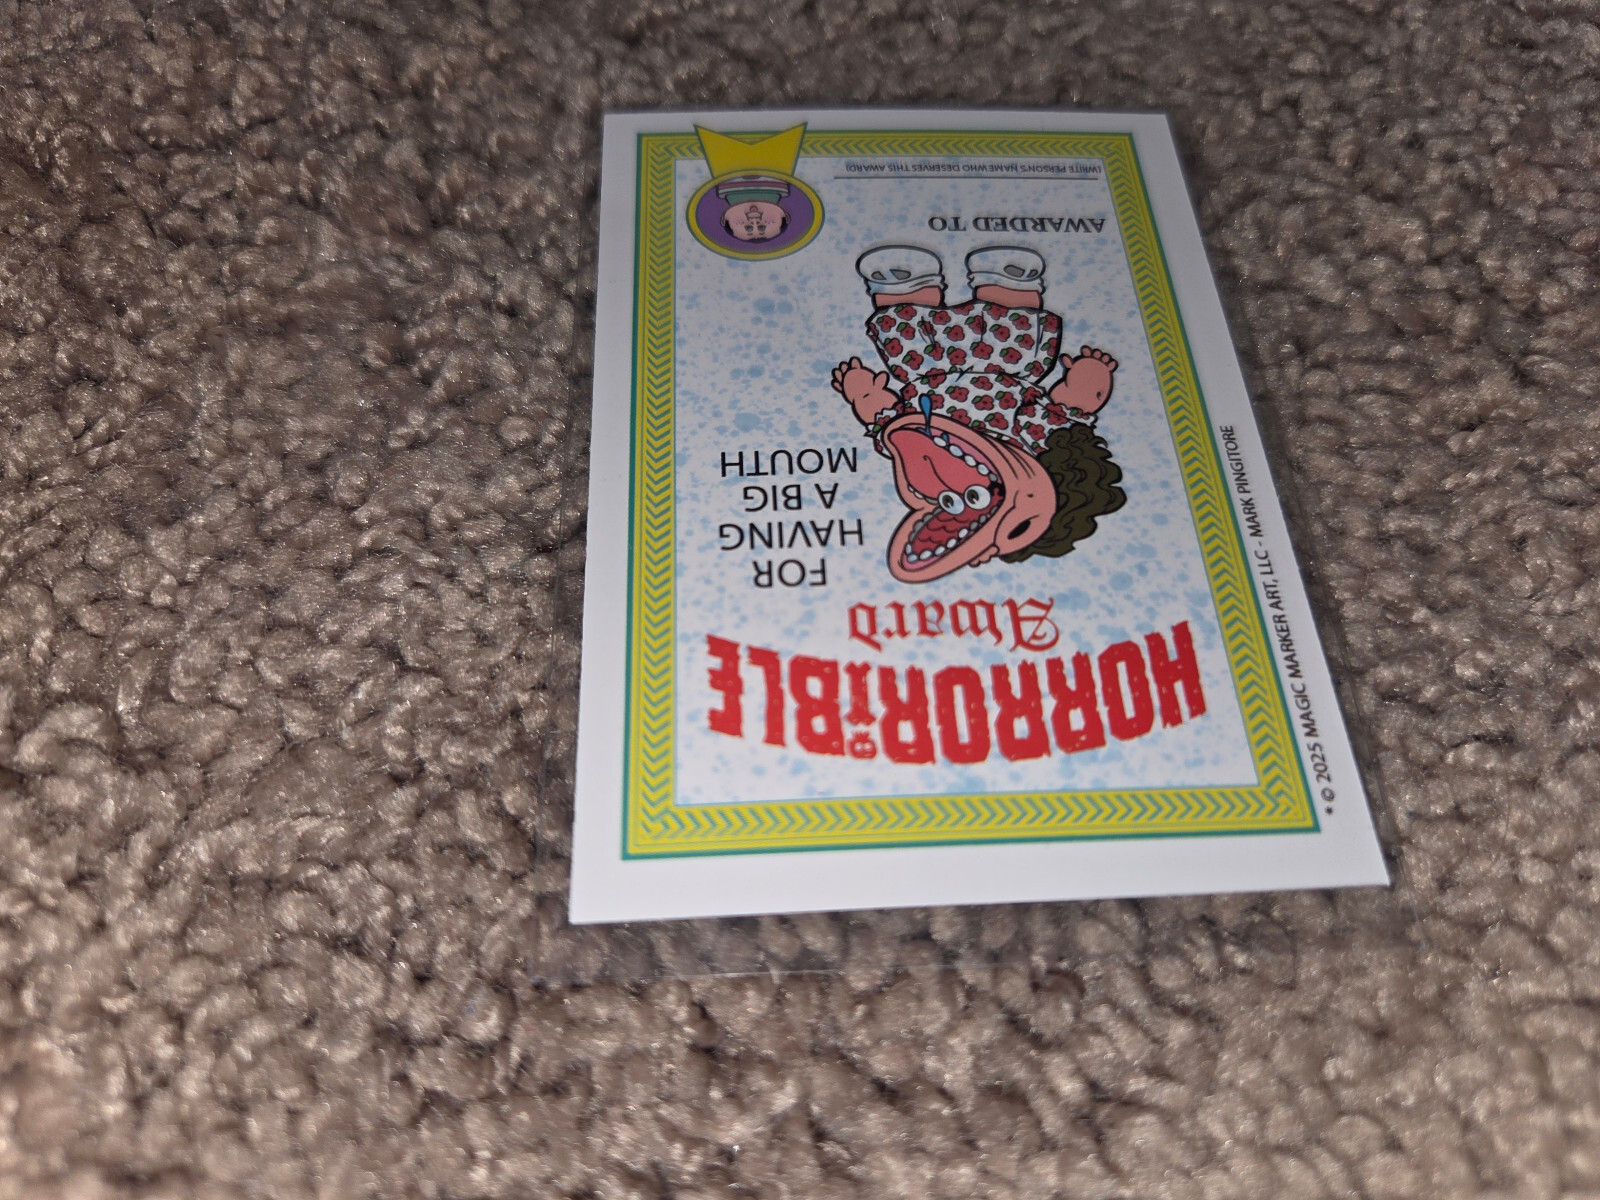 HORRORIBLE
Award
FOR
HAVING
A BIG
MOUTH
AWARDED TO
(WRITE PERSON'S NAME WHO DESERVES THIS AWARD)
* © 2025 MAGIC MARKER ART, LLC - MARK PINGITORE